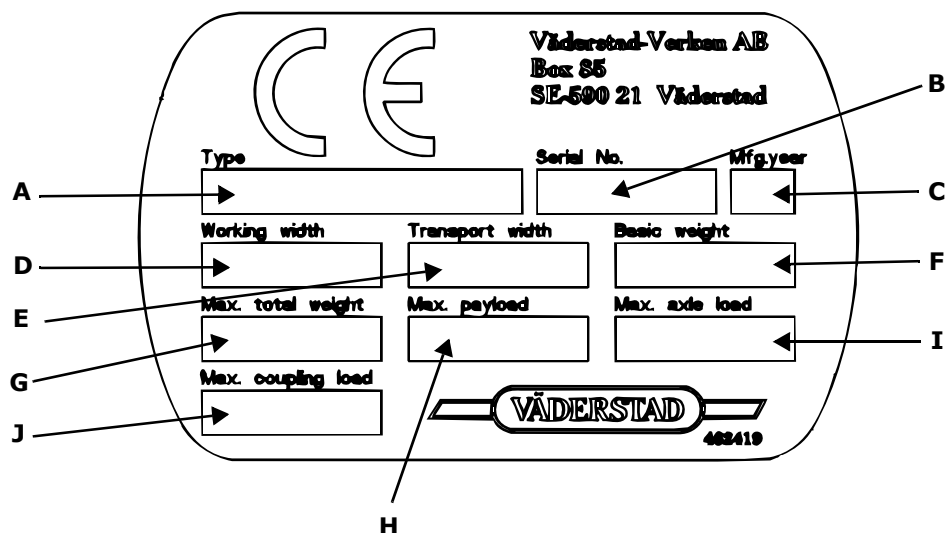 CE
Väderstad-Verken AB
Box 85
SE-590 21 Väderstad
B
Type
Serial No.
Mfg.year
A
C
Working width
Transport width
Basic weight
D
F
E
Max. total weight
Max. payload
Max. axle load
G
I
Max. coupling load
J
VÄDERSTAD
462419
H